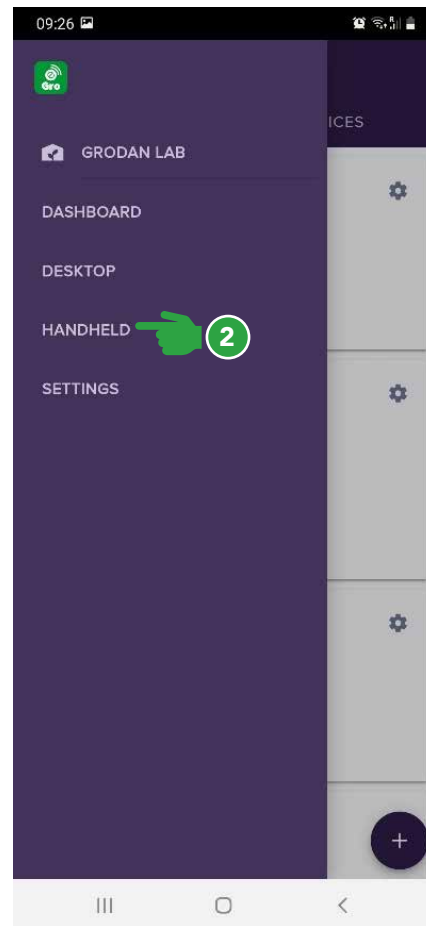 09:26
Gro
ICES
GRODAN LAB
DASHBOARD
DESKTOP
HANDHELD
2
SETTINGS
+